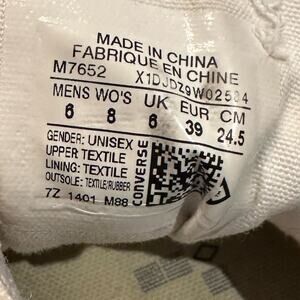 MADE IN CHINA
FABRIQUE EN CHINE
M7652 X1DJDZ9W02584
MENS WO'S UK EUR CM
6 8 6 39 24.5
GENDER: UNISEX
UPPER: TEXTILE
LINING: TEXTILE
OUTSOLE: TEXTILE/RUBBER
7Z 1401 M88
CONVERSE